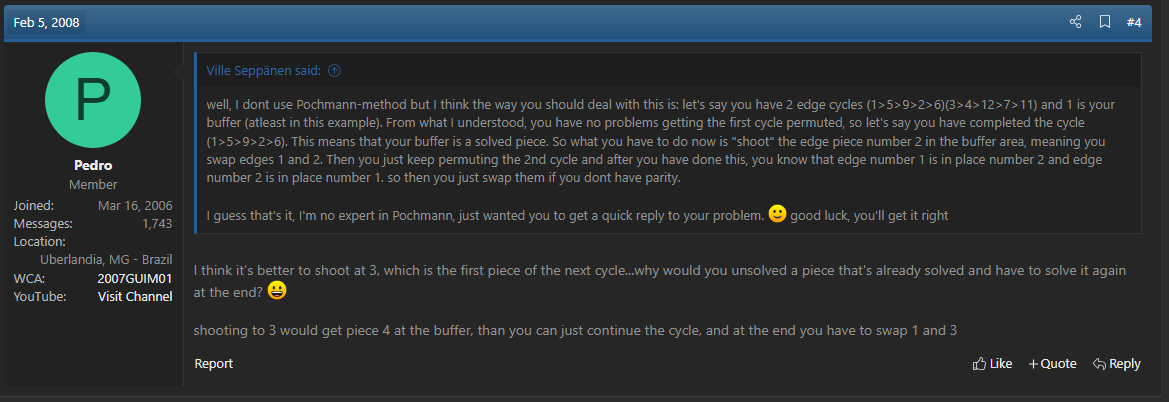 Feb 5, 2008
#4
P
Pedro
Member
Joined: Mar 16, 2006
Messages: 1,743
Location:
Uberlandia, MG - Brazil
WCA: 2007GUIM01
YouTube: Visit Channel
Ville Seppänen said:
well, I dont use Pochmann-method but I think the way you should deal with this is: let's say you have 2 edge cycles (1>5>9>2>6)(3>4>12>7>11) and 1 is your
buffer (atleast in this example). From what I understood, you have no problems getting the first cycle permuted, so let's say you have completed the cycle
(1>5>9>2>6). This means that your buffer is a solved piece. So what you have to do now is "shoot" the edge piece number 2 in the buffer area, meaning you
swap edges 1 and 2. Then you just keep permuting the 2nd cycle and after you have done this, you know that edge number 1 is in place number 2 and edge
number 2 is in place number 1. so then you just swap them if you dont have parity.
I guess that's it, I'm no expert in Pochmann, just wanted you to get a quick reply to your problem. good luck, you'll get it right
I think it's better to shoot at 3, which is the first piece of the next cycle...why would you unsolved a piece that's already solved and have to solve it again
at the end?
shooting to 3 would get piece 4 at the buffer, than you can just continue the cycle, and at the end you have to swap 1 and 3
Report
Like
+Quote
Reply